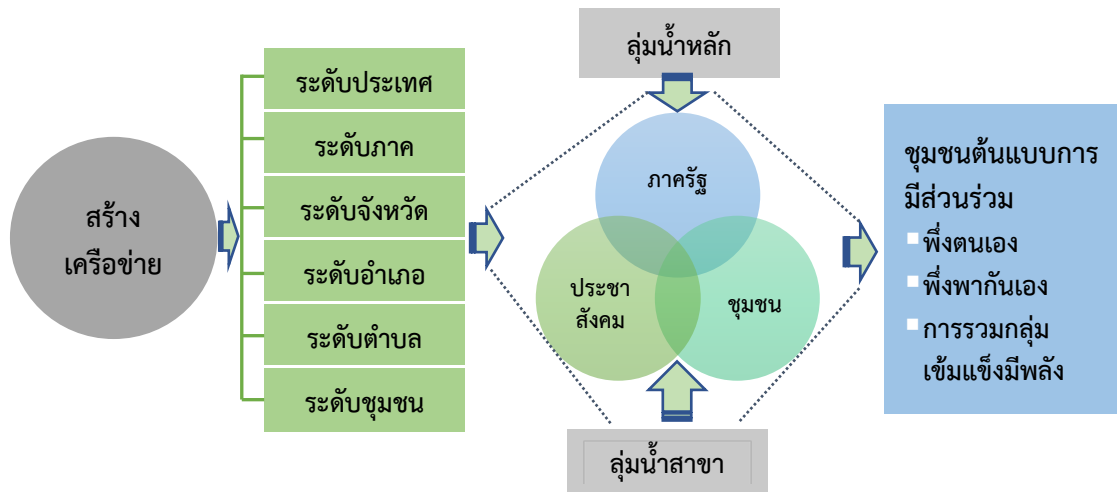 สร้าง
เครือข่าย
ระดับประเทศ
ระดับภาค
ระดับจังหวัด
ระดับอำเภอ
ระดับตำบล
ระดับชุมชน
ลุ่มน้ำหลัก
ภาครัฐ
ประชา
สังคม
ชุมชน
ลุ่มน้ำสาขา
ชุมชนต้นแบบการ
มีส่วนร่วม
พึ่งตนเอง
พึ่งพากันเอง
การรวมกลุ่ม
เข้มแข็งมีพลัง